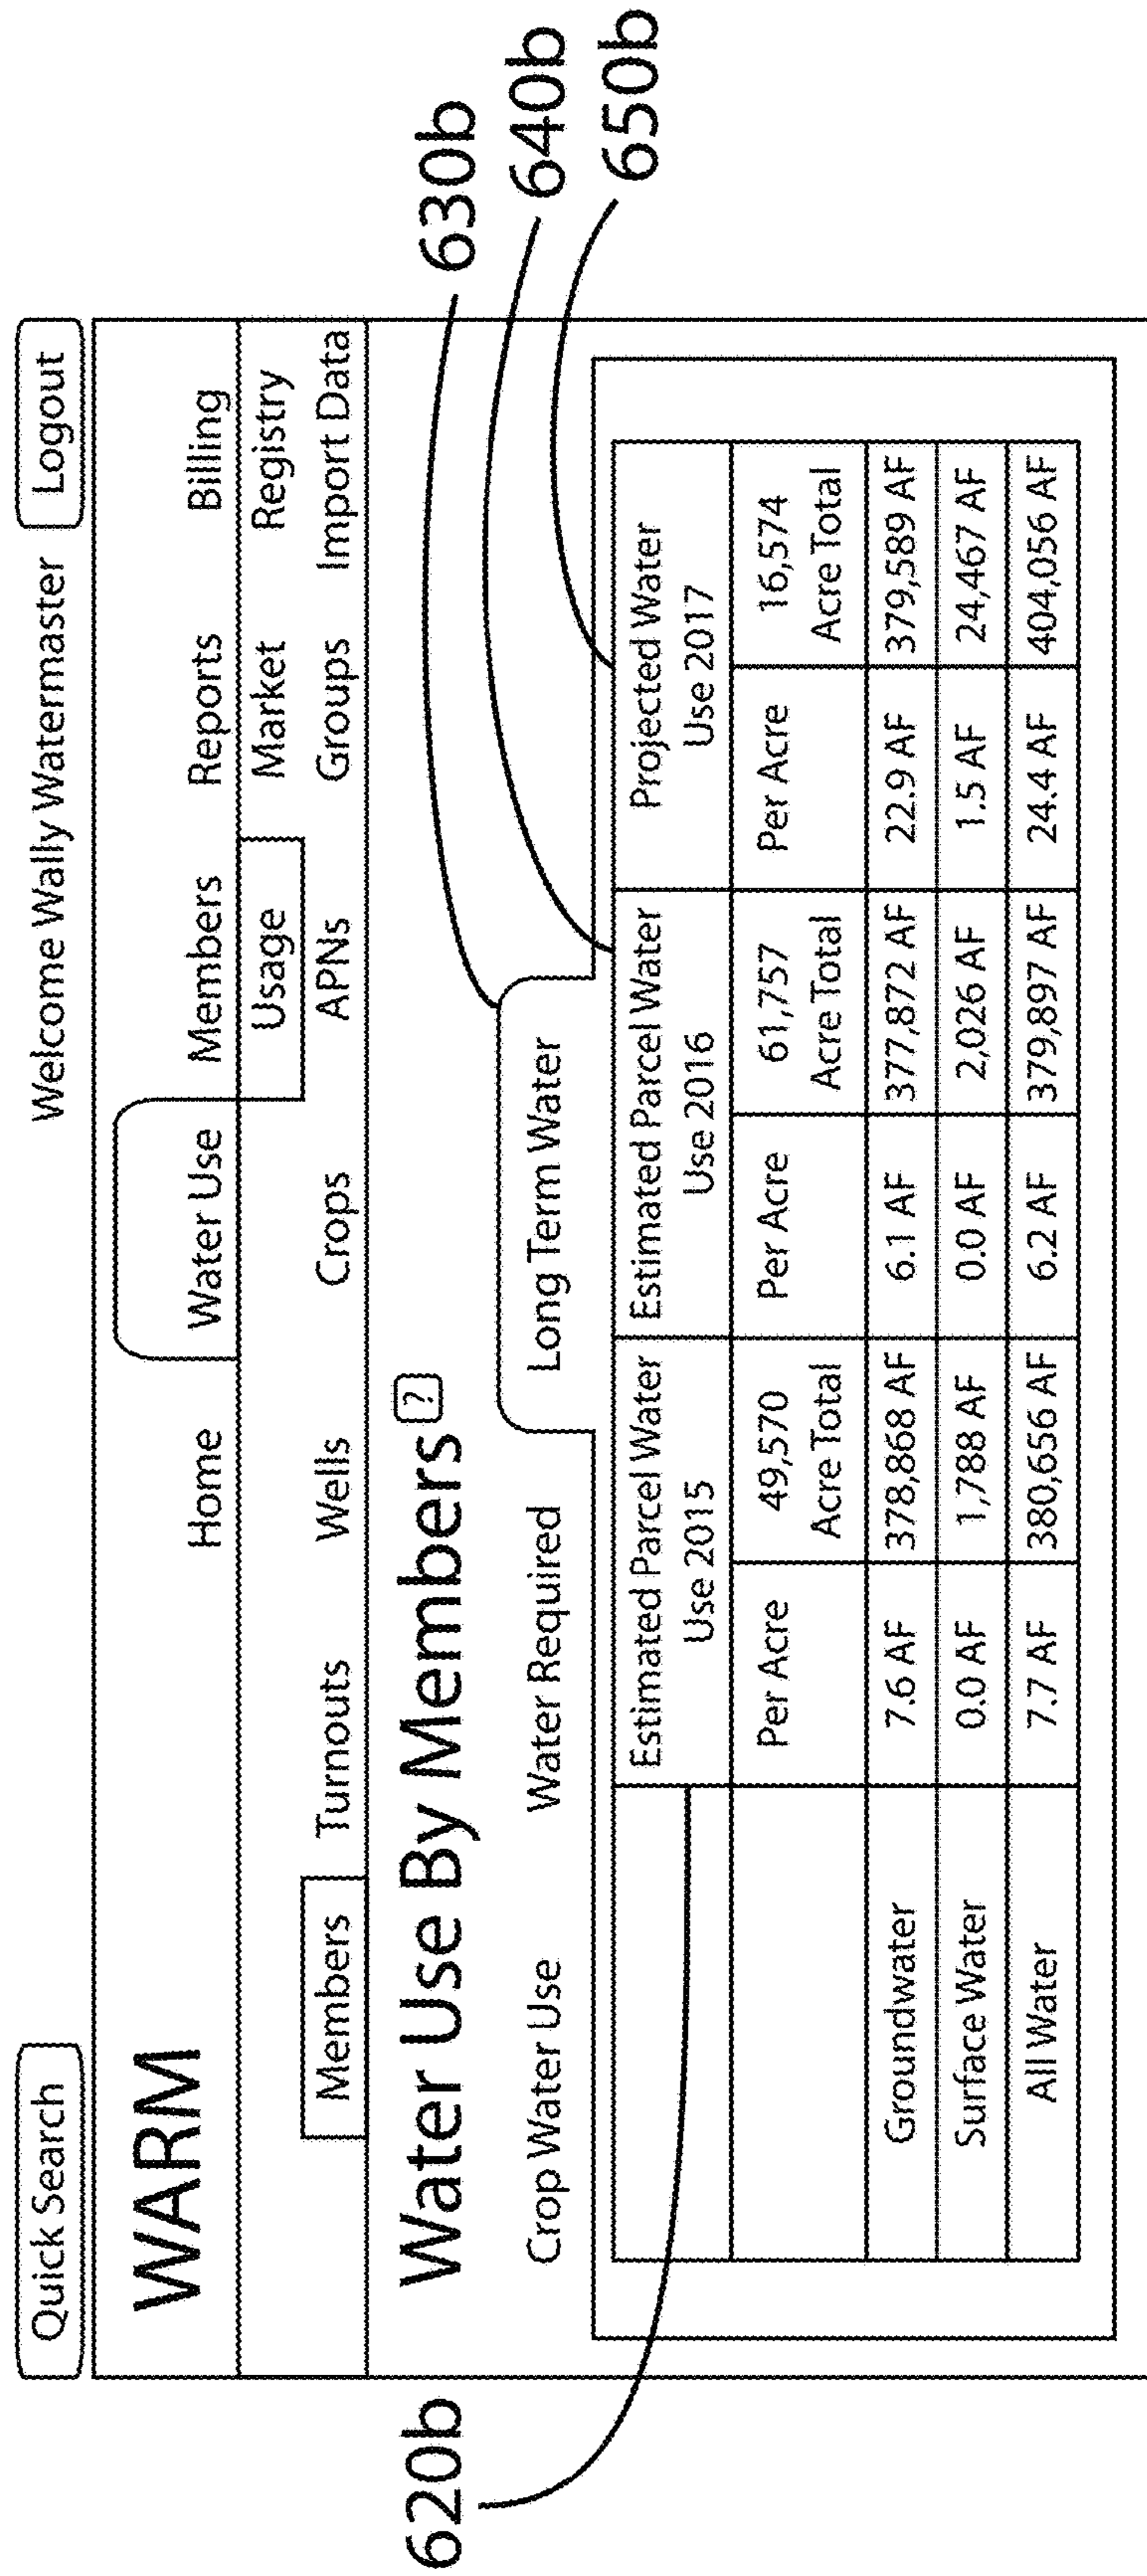 Quick Search
Welcome Wally Watermaster
Logout
WARM
Home
Water Use
Members
Reports
Billing
Usage
Market
Registry
Members
Turnouts
Wells
Crops
APNs
Groups
Import Data
620b
Water Use By Members ?
630b
640b
650b
Crop Water Use
Water Required
Long Term Water
Estimated Parcel Water
Use 2015
Estimated Parcel Water
Use 2016
Projected Water
Use 2017
Per Acre
49,570
Acre Total
Per Acre
61,757
Acre Total
Per Acre
16,574
Acre Total
Groundwater 7.6 AF 378,868 AF 6.1 AF 377,872 AF 22.9 AF 379,589 AF
Surface Water 0.0 AF 1,788 AF 0.0 AF 2,026 AF 1.5 AF 24,467 AF
All Water 7.7 AF 380,656 AF 6.2 AF 379,897 AF 24.4 AF 404,056 AF